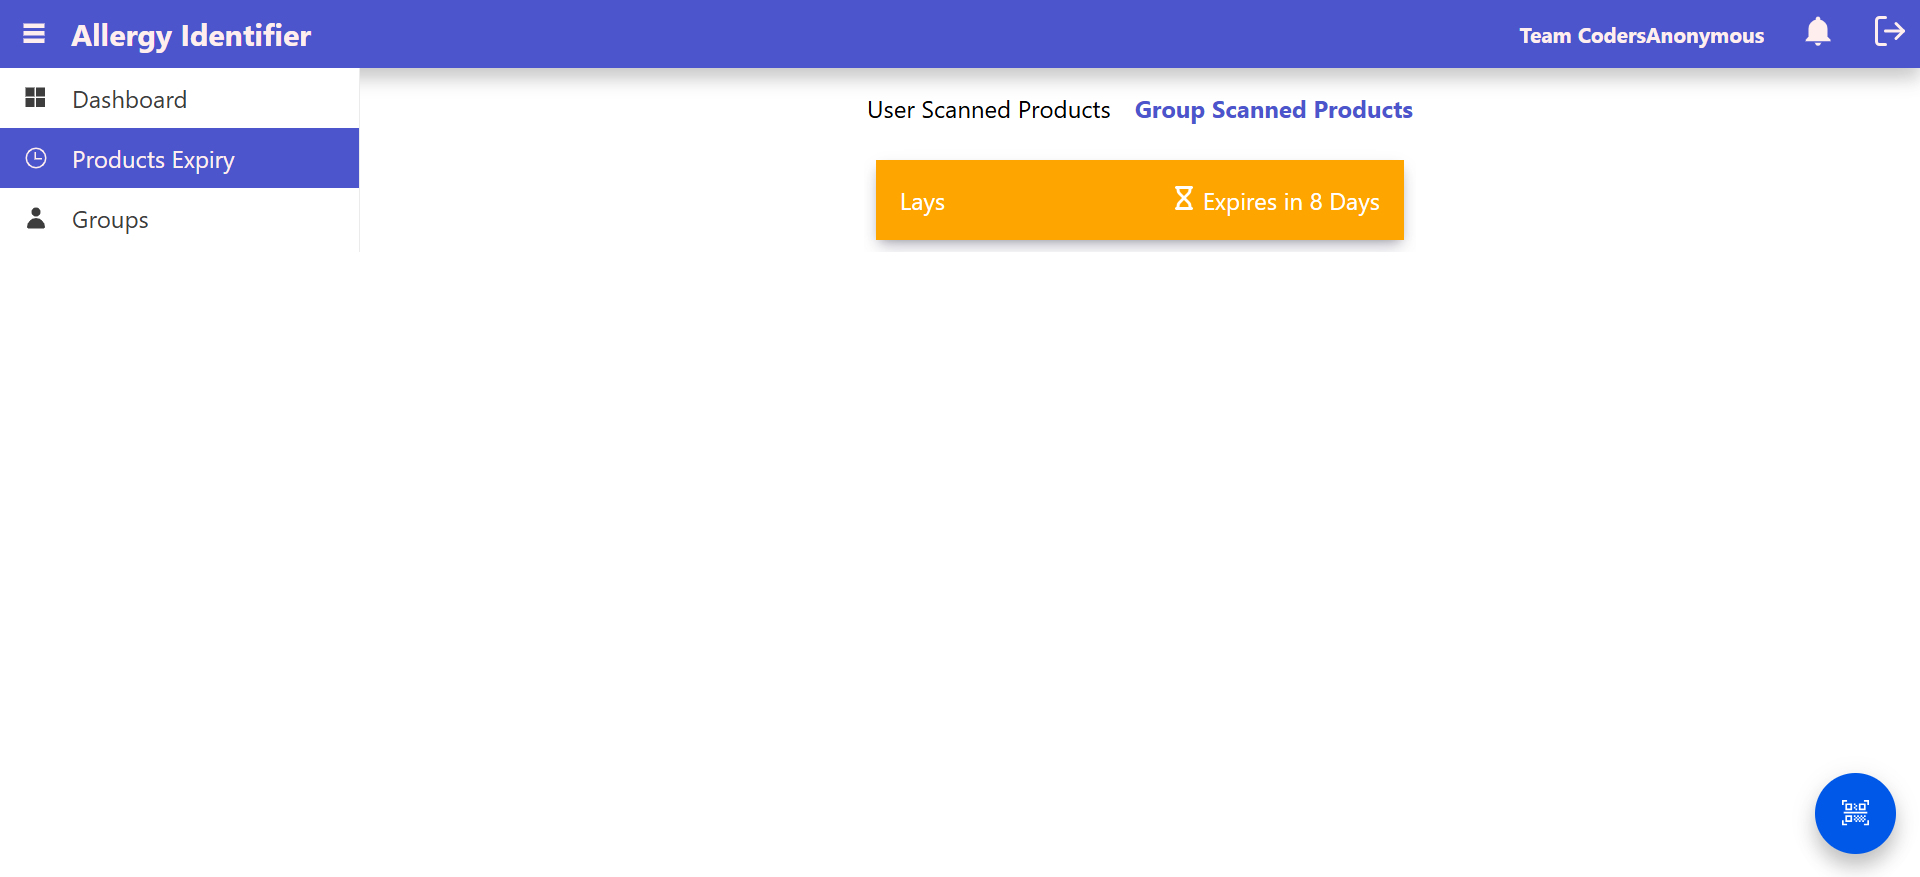 Allergy Identifier
Team CodersAnonymous
Dashboard
Products Expiry
Groups
User Scanned Products
Group Scanned Products
Lays
Expires in 8 Days